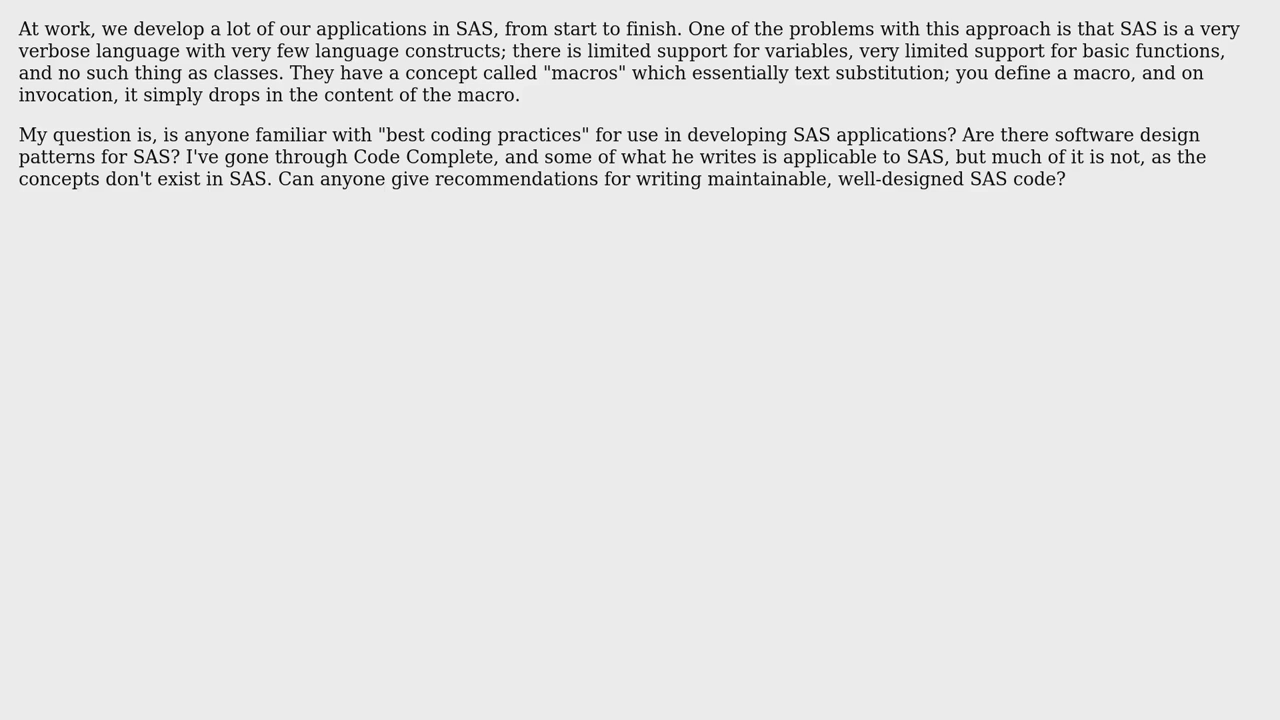 At work, we develop a lot of our applications in SAS, from start to finish. One of the problems with this approach is that SAS is a very
verbose language with very few language constructs; there is limited support for variables, very limited support for basic functions,
and no such thing as classes. They have a concept called "macros" which essentially text substitution; you define a macro, and on
invocation, it simply drops in the content of the macro.
My question is, is anyone familiar with "best coding practices" for use in developing SAS applications? Are there software design
patterns for SAS? I've gone through Code Complete, and some of what he writes is applicable to SAS, but much of it is not, as the
concepts don't exist in SAS. Can anyone give recommendations for writing maintainable, well-designed SAS code?